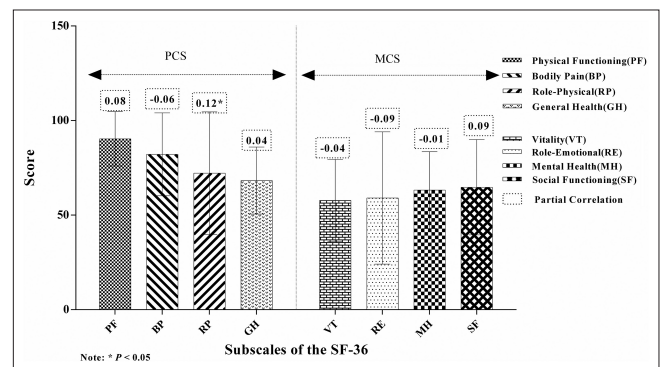 150
100
50
0
Score
PCS
MCS
0.08
-0.06
0.12*
0.04
-0.04
-0.09
-0.01
0.09
PF
BP
RP
GH
VT
RE
MH
SF
Subscales of the SF-36
Note: * P < 0.05
Physical Functioning(PF)
Bodily Pain(BP)
Role-Physical(RP)
General Health(GH)
Vitality(VT)
Role-Emotional(RE)
Mental Health(MH)
Social Functioning(SF)
Partial Correlation